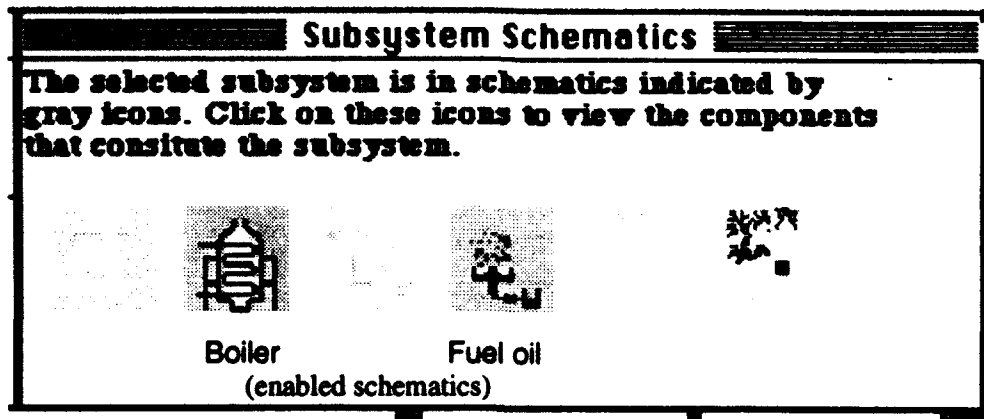 Subsystem Schematics
The selected subsystem is in schematics indicated by
gray icons. Click on these icons to view the components
that consitute the subsystem.
Boiler
Fuel oil
(enabled schematics)